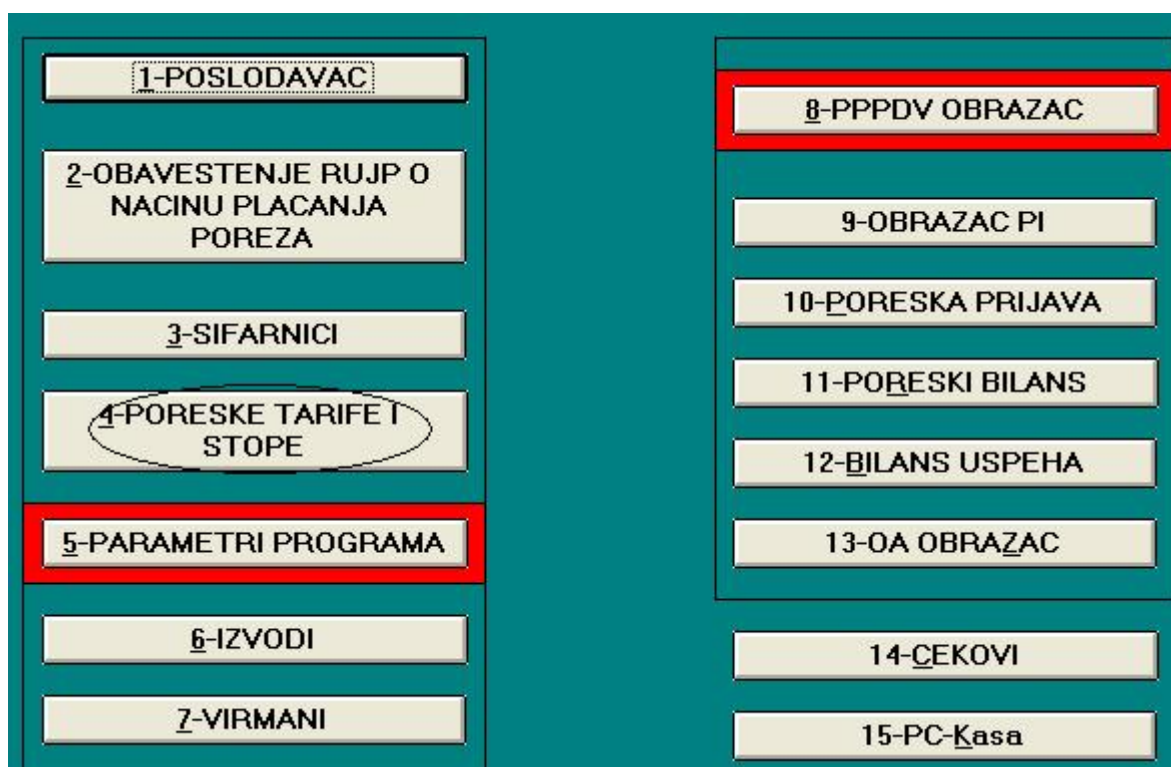 1-POSLODAVAC
2-OBAVESTENJE RUJP O
NACINU PLACANJA
POREZA
3-SIFARNICI
4-PORESKE TARIFE I
STOPE
5-PARAMETRI PROGRAMA
6-IZVODI
7-VIRMANI
8-PPPDV OBRAZAC
9-OBRAZAC PI
10-PORESKA PRIJAVA
11-PORESKI BILANS
12-BILANS USPEHA
13-OA OBRAZAC
14-CEKOVI
15-PC-Kasa